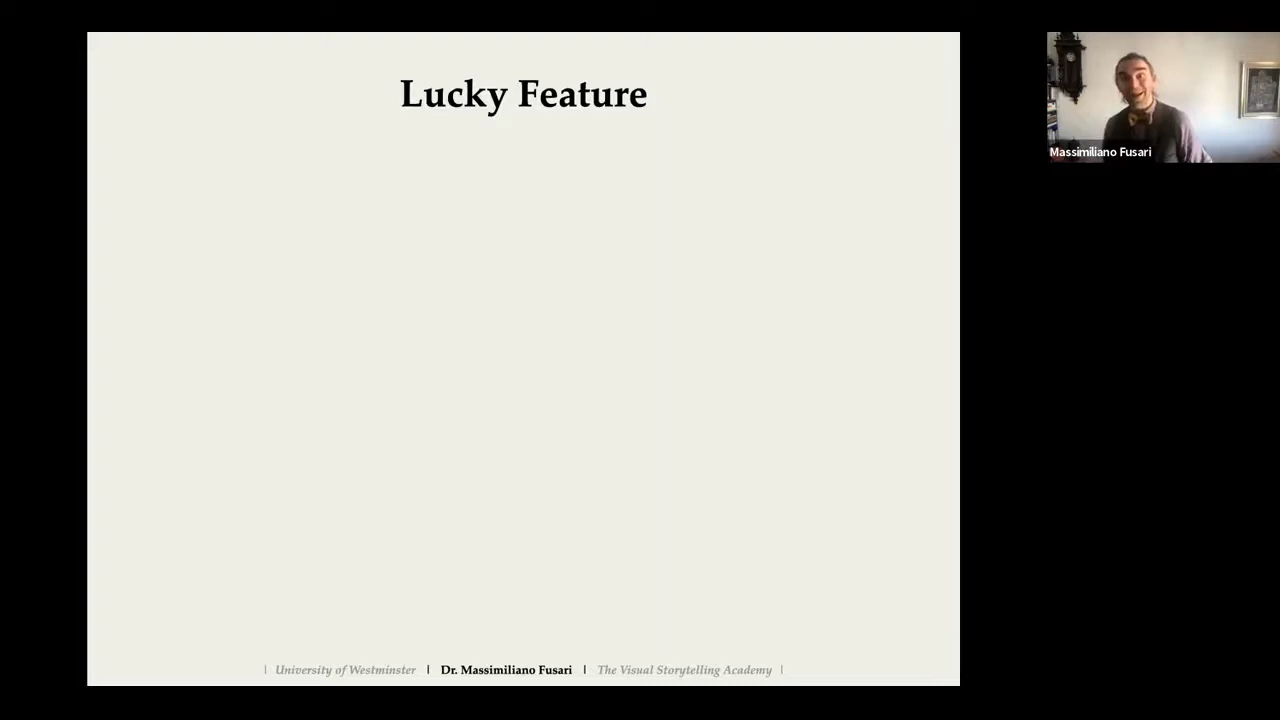 Lucky Feature
Massimiliano Fusari
| University of Westminster | Dr. Massimiliano Fusari | The Visual Storytelling Academy |